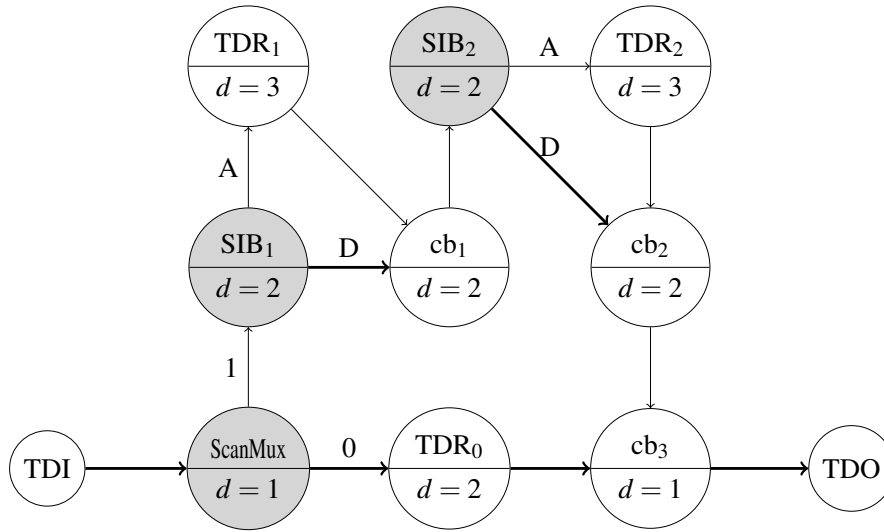 TDR₁
d = 3
SIB₂
d = 2
A
TDR₂
d = 3
A
D
SIB₁
d = 2
D
cb₁
d = 2
cb₂
d = 2
1
TDI
ScanMux
d = 1
0
TDR₀
d = 2
cb₃
d = 1
TDO